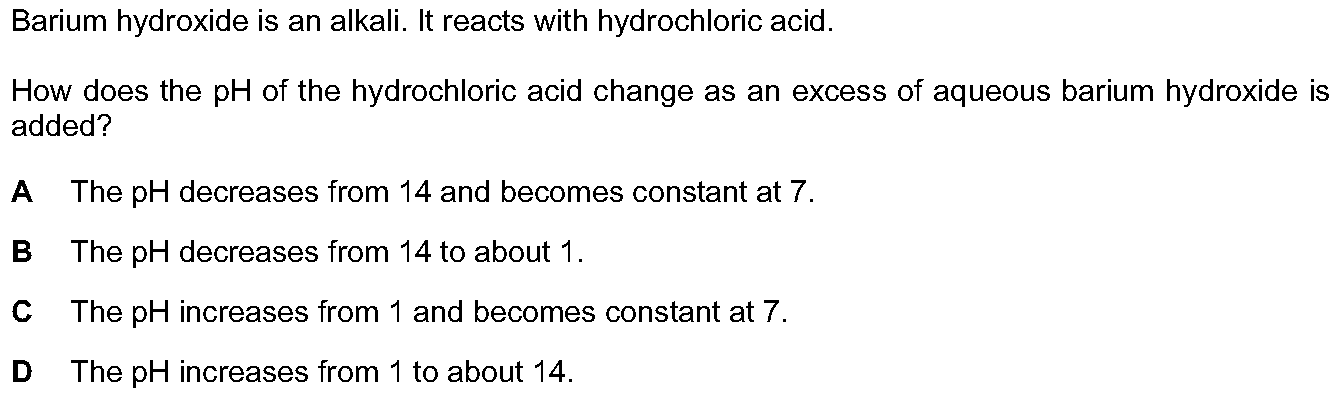 Barium hydroxide is an alkali. It reacts with hydrochloric acid.
How does the pH of the hydrochloric acid change as an excess of aqueous barium hydroxide is
added?
A The pH decreases from 14 and becomes constant at 7.
B The pH decreases from 14 to about 1.
C The pH increases from 1 and becomes constant at 7.
D The pH increases from 1 to about 14.